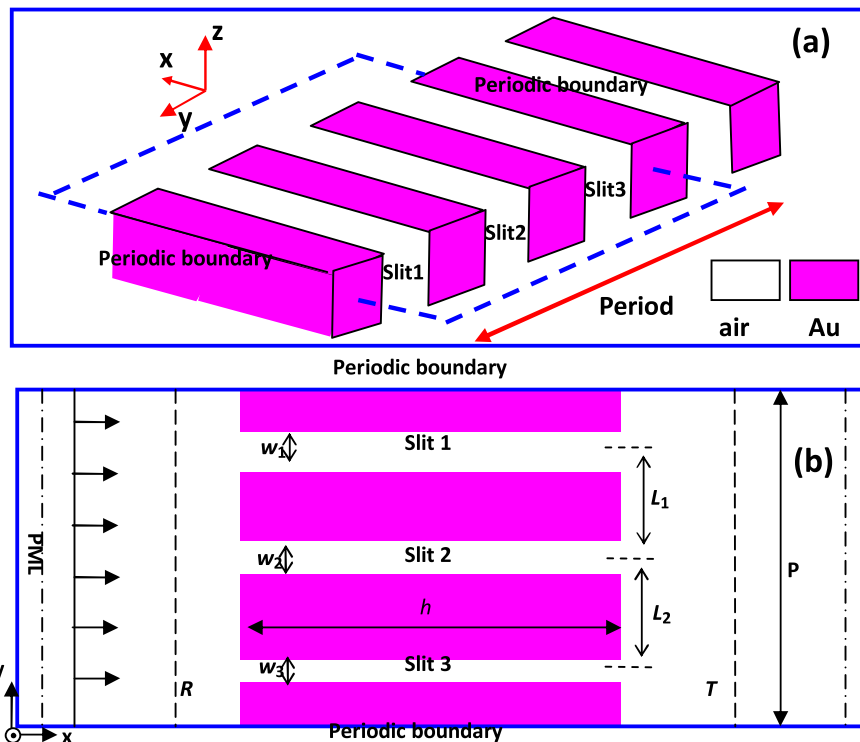 (a)
z
x
y
Periodic boundary
Slit3
Slit2
Periodic boundary
Slit1
Period
air
Au
Periodic boundary
w1
Slit 1
(b)
L1
PML
w2
Slit 2
P
h
L2
w3
Slit 3
R
T
y
x
Periodic boundary